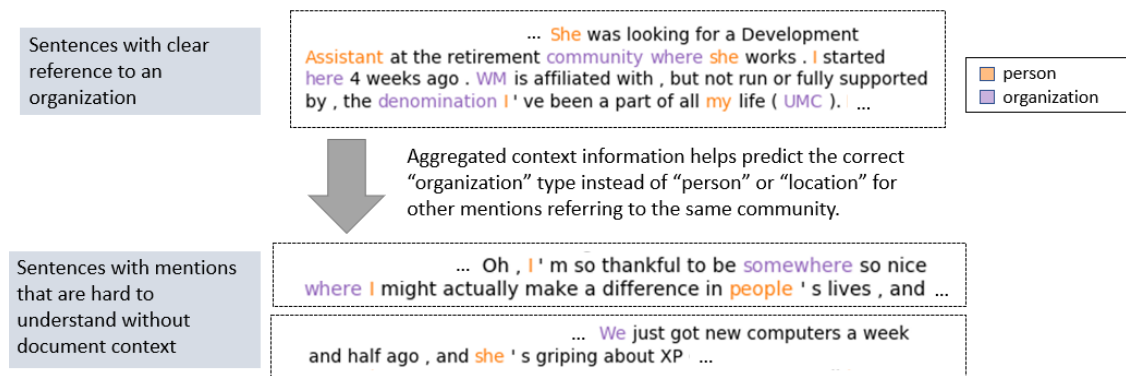 Sentences with clear
reference to an
organization
... She was looking for a Development
Assistant at the retirement community where she works . I started
here 4 weeks ago . WM is affiliated with , but not run or fully supported
by , the denomination I ' ve been a part of all my life ( UMC ). ...
person
organization
Aggregated context information helps predict the correct
“organization” type instead of “person” or “location” for
other mentions referring to the same community.
Sentences with mentions
that are hard to
understand without
document context
... Oh , I ' m so thankful to be somewhere so nice
where I might actually make a difference in people ' s lives , and ...
... We just got new computers a week
and half ago , and she ' s griping about XP ...